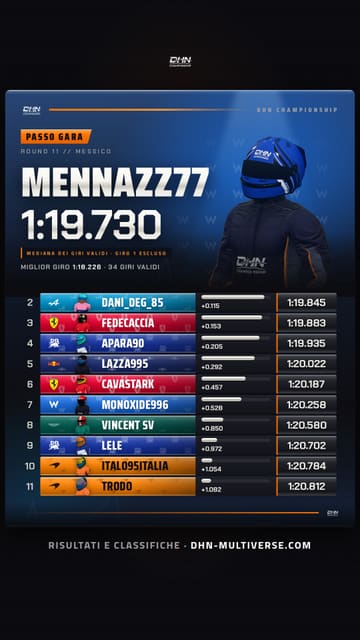 DHN
DHN
DHN CHAMPIONSHIP
PASSO GARA
ROUND 11 // MESSICO
MENNAZZ77
1:19.730
MEDIANA DEI GIRI VALIDI · GIRO 1 ESCLUSO
MIGLIOR GIRO 1:18.226 · 34 GIRI VALIDI
DHN
DHN
2 DANI_DEG_85 +0.115 1:19.845
3 FEDECACCIA +0.153 1:19.883
4 APARA90 +0.205 1:19.935
5 LAZZA995 +0.292 1:20.022
6 CAVASTARK +0.457 1:20.187
7 MONOXIDE996 +0.528 1:20.258
8 VINCENT SV +0.850 1:20.580
9 LELE +0.972 1:20.702
10 ITALO95ITALIA +1.054 1:20.784
11 TRODO +1.082 1:20.812
DHN
RISULTATI E CLASSIFICHE · DHN-MULTIVERSE.COM